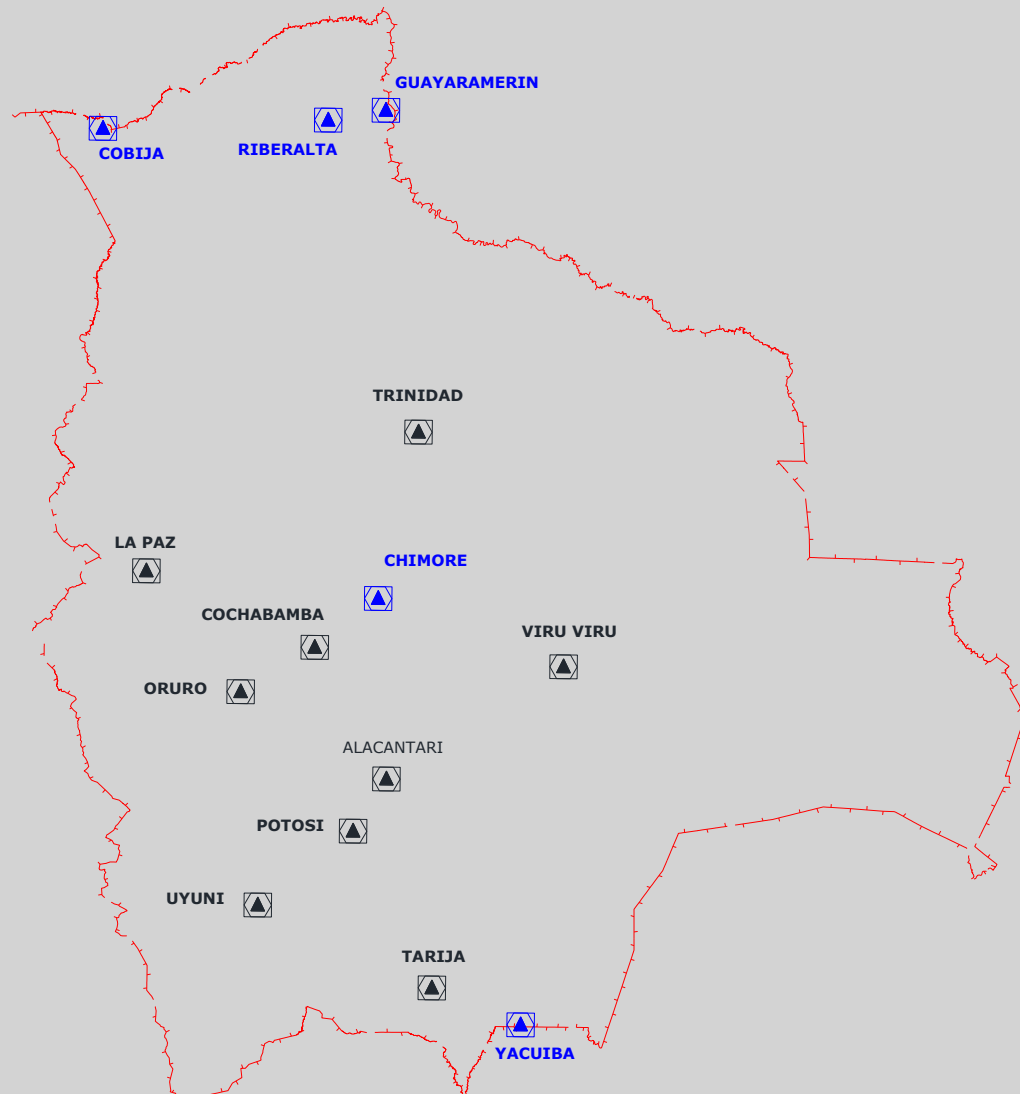 GUAYARAMERIN
RIBERALTA
COBIJA
TRINIDAD
LA PAZ
CHIMORE
COCHABAMBA
VIRU VIRU
ORURO
ALACANTARI
POTOSI
UYUNI
TARIJA
YACUIBA